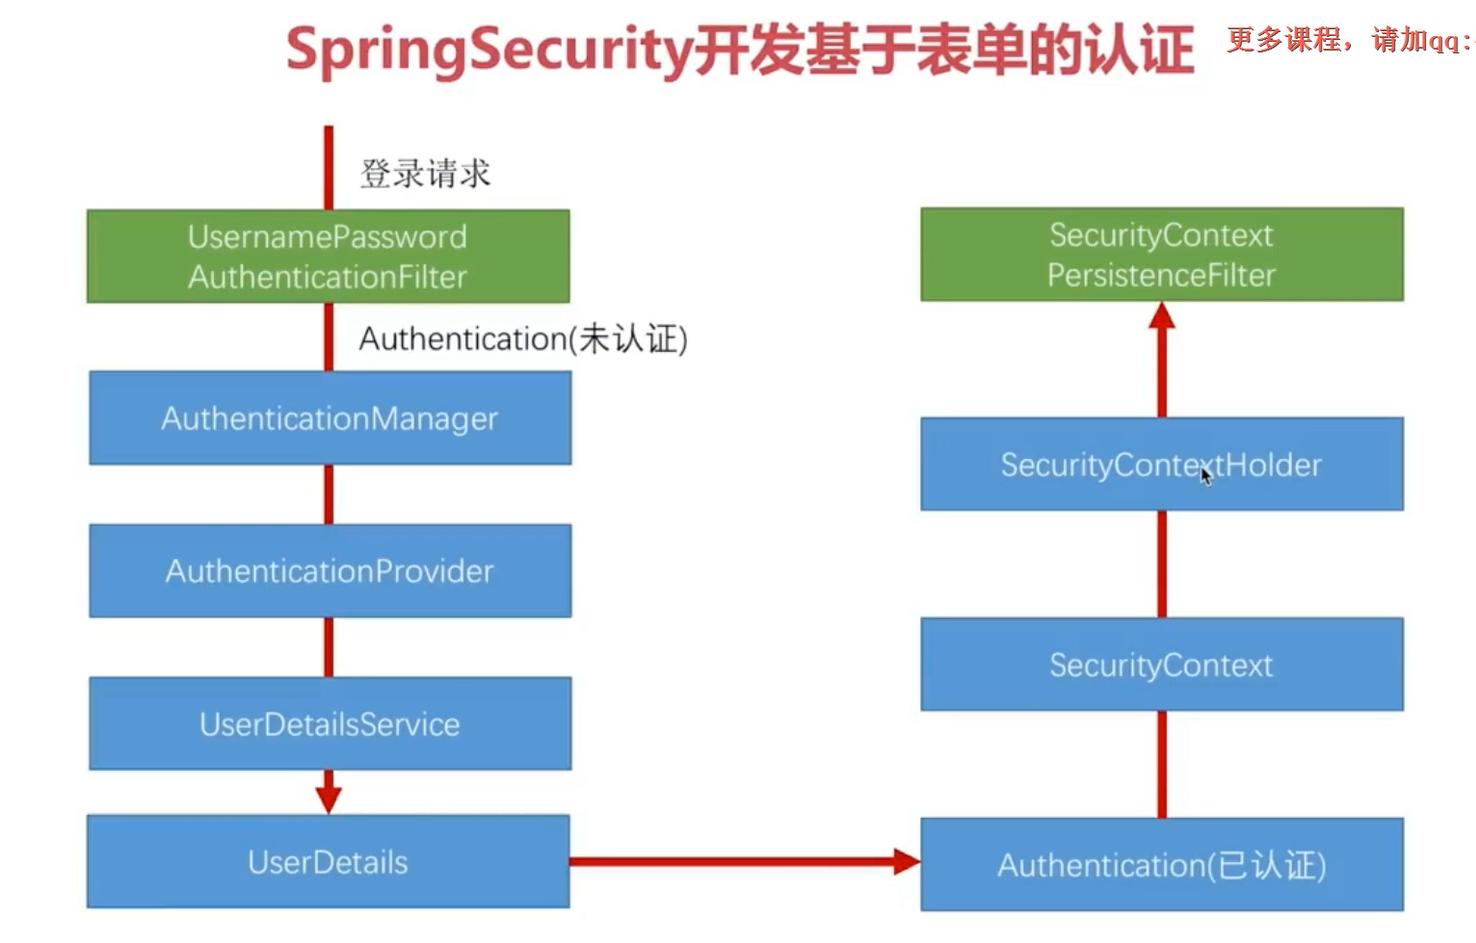 SpringSecurity开发基于表单的认证
更多课程，请加qq:
登录请求
UsernamePassword
AuthenticationFilter
Authentication(未认证)
AuthenticationManager
AuthenticationProvider
UserDetailsService
UserDetails
SecurityContext
PersistenceFilter
SecurityContextHolder
SecurityContext
Authentication(已认证)